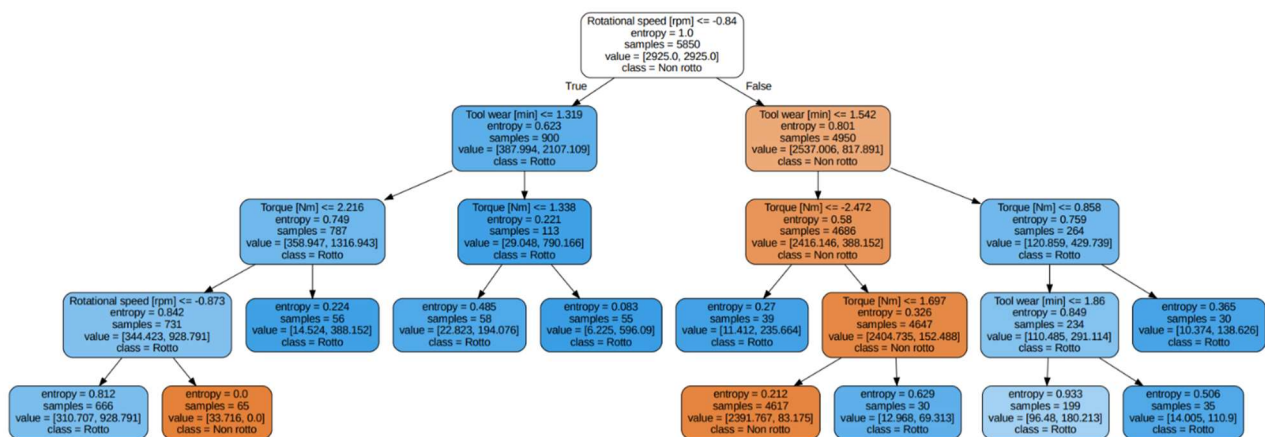 Rotational speed [rpm] <= -0.84
entropy = 1.0
samples = 5850
value = [2925.0, 2925.0]
class = Non rotto
True
False
Tool wear [min] <= 1.319
entropy = 0.623
samples = 900
value = [387.994, 2107.109]
class = Rotto
Tool wear [min] <= 1.542
entropy = 0.801
samples = 4950
value = [2537.006, 817.891]
class = Non rotto
Torque [Nm] <= 2.216
entropy = 0.749
samples = 787
value = [358.947, 1316.943]
class = Rotto
Torque [Nm] <= 1.338
entropy = 0.221
samples = 113
value = [29.048, 790.166]
class = Rotto
Torque [Nm] <= -2.472
entropy = 0.58
samples = 4686
value = [2416.146, 388.152]
class = Non rotto
Torque [Nm] <= 0.858
entropy = 0.759
samples = 264
value = [120.859, 429.739]
class = Rotto
Rotational speed [rpm] <= -0.873
entropy = 0.842
samples = 731
value = [344.423, 928.791]
class = Rotto
entropy = 0.224
samples = 56
value = [14.524, 388.152]
class = Rotto
entropy = 0.485
samples = 58
value = [22.823, 194.076]
class = Rotto
entropy = 0.083
samples = 55
value = [6.225, 596.09]
class = Rotto
entropy = 0.27
samples = 39
value = [11.412, 235.664]
class = Rotto
Torque [Nm] <= 1.697
entropy = 0.326
samples = 4647
value = [2404.735, 152.488]
class = Non rotto
Tool wear [min] <= 1.86
entropy = 0.849
samples = 234
value = [110.485, 291.114]
class = Rotto
entropy = 0.365
samples = 30
value = [10.374, 138.626]
class = Rotto
entropy = 0.812
samples = 666
value = [310.707, 928.791]
class = Rotto
entropy = 0.0
samples = 65
value = [33.716, 0.0]
class = Non rotto
entropy = 0.212
samples = 4617
value = [2391.767, 83.175]
class = Non rotto
entropy = 0.629
samples = 30
value = [12.968, 69.313]
class = Rotto
entropy = 0.933
samples = 199
value = [96.48, 180.213]
class = Rotto
entropy = 0.506
samples = 35
value = [14.005, 110.9]
class = Rotto